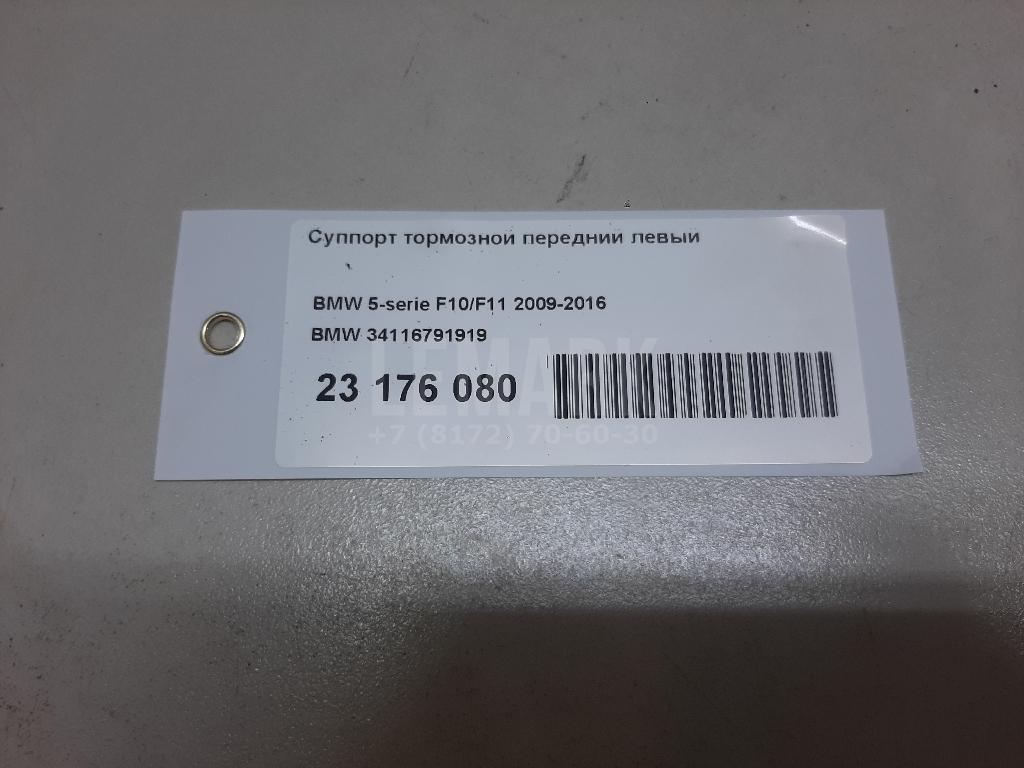 Суппорт тормозной передний левый
BMW 5-serie F10/F11 2009-2016
BMW 34116791919
23 176 080
LEMARK
+7 (8172) 70-60-30